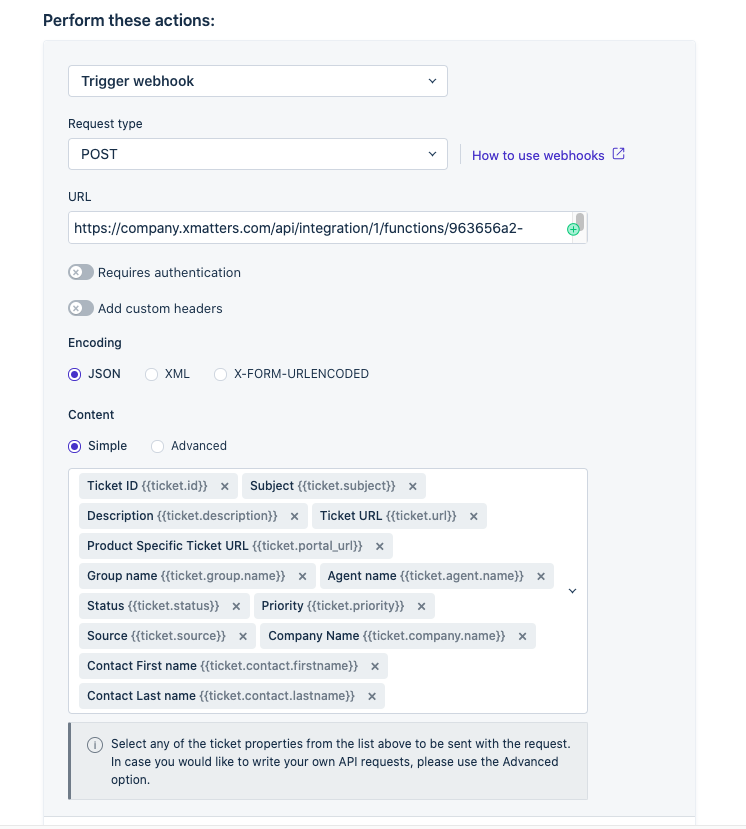 Perform these actions:
Trigger webhook
Request type
POST
How to use webhooks
URL
https://company.xmatters.com/api/integration/1/functions/963656a2-
Requires authentication
Add custom headers
Encoding
JSON XML X-FORM-URLENCODED
Content
Simple Advanced
Ticket ID {{ticket.id}} × Subject {{ticket.subject}} ×
Description {{ticket.description}} × Ticket URL {{ticket.url}} ×
Product Specific Ticket URL {{ticket.portal_url}} ×
Group name {{ticket.group.name}} × Agent name {{ticket.agent.name}} ×
Status {{ticket.status}} × Priority {{ticket.priority}} ×
Source {{ticket.source}} × Company Name {{ticket.company.name}} ×
Contact First name {{ticket.contact.firstname}} ×
Contact Last name {{ticket.contact.lastname}} ×
Select any of the ticket properties from the list above to be sent with the request.
In case you would like to write your own API requests, please use the Advanced
option.